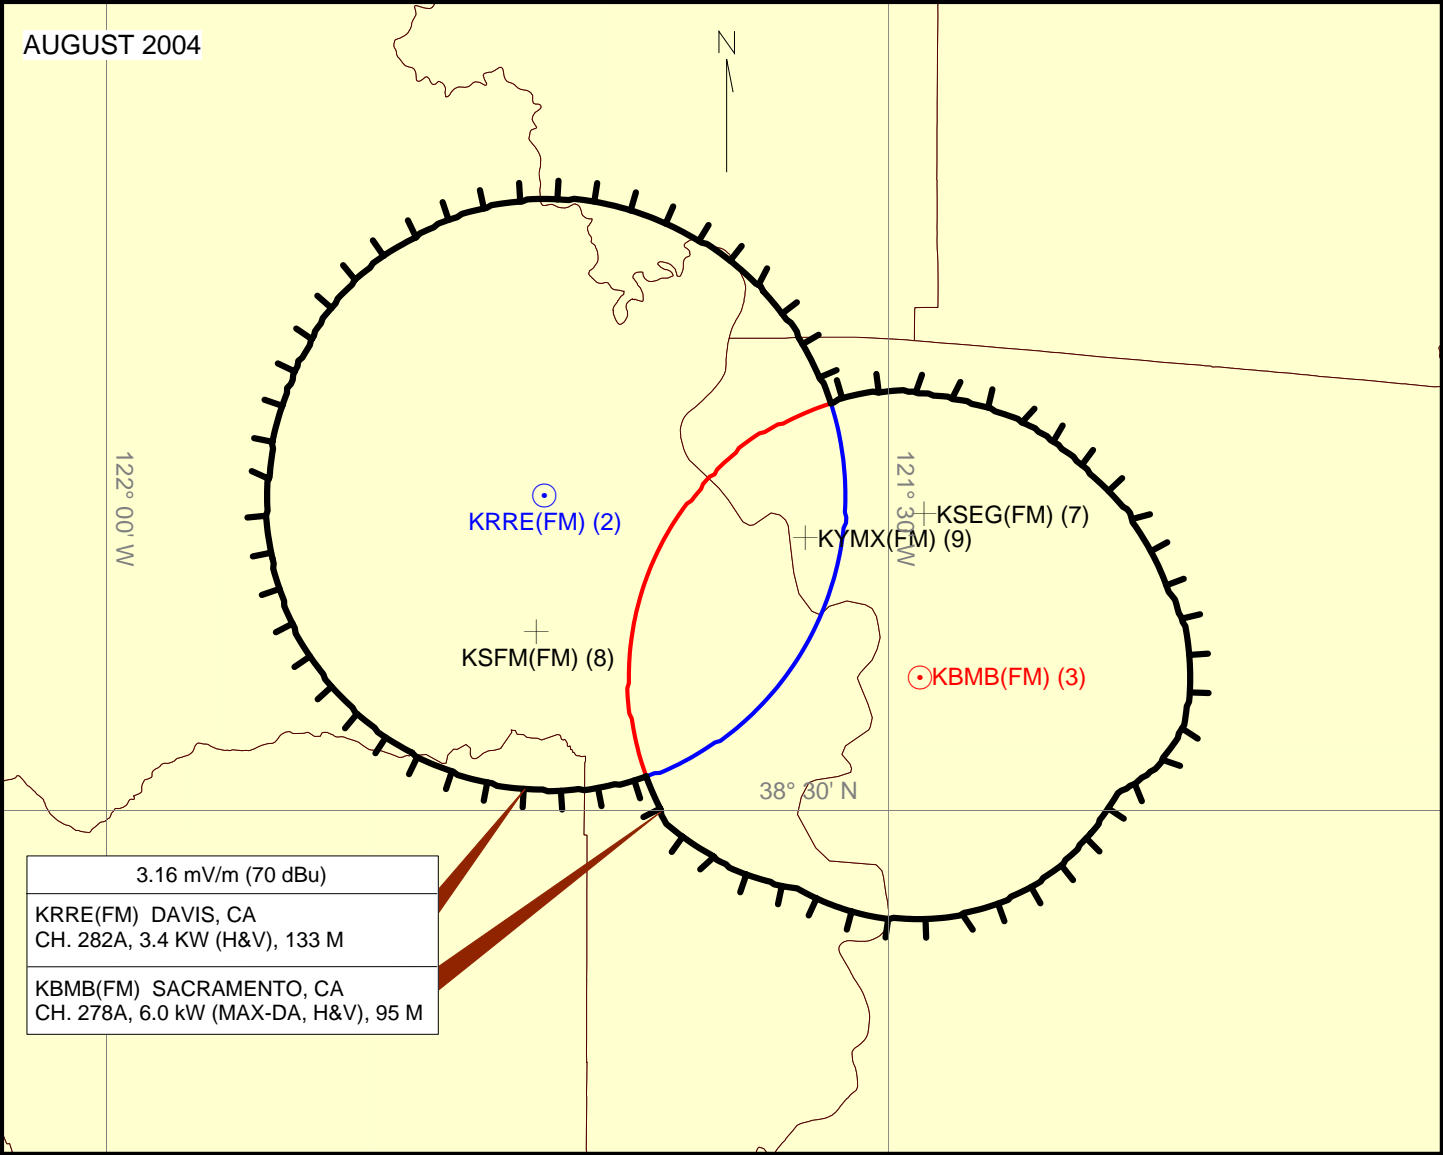 AUGUST 2004
N
122° 00' W
121° 30' W
KRRE(FM) (2)
KSEG(FM) (7)
KYMX(FM) (9)
KSFM(FM) (8)
KBMB(FM) (3)
38° 30' N
3.16 mV/m (70 dBu)
KRRE(FM) DAVIS, CA
CH. 282A, 3.4 KW (H&V), 133 M
KBMB(FM) SACRAMENTO, CA
CH. 278A, 6.0 kW (MAX-DA, H&V), 95 M